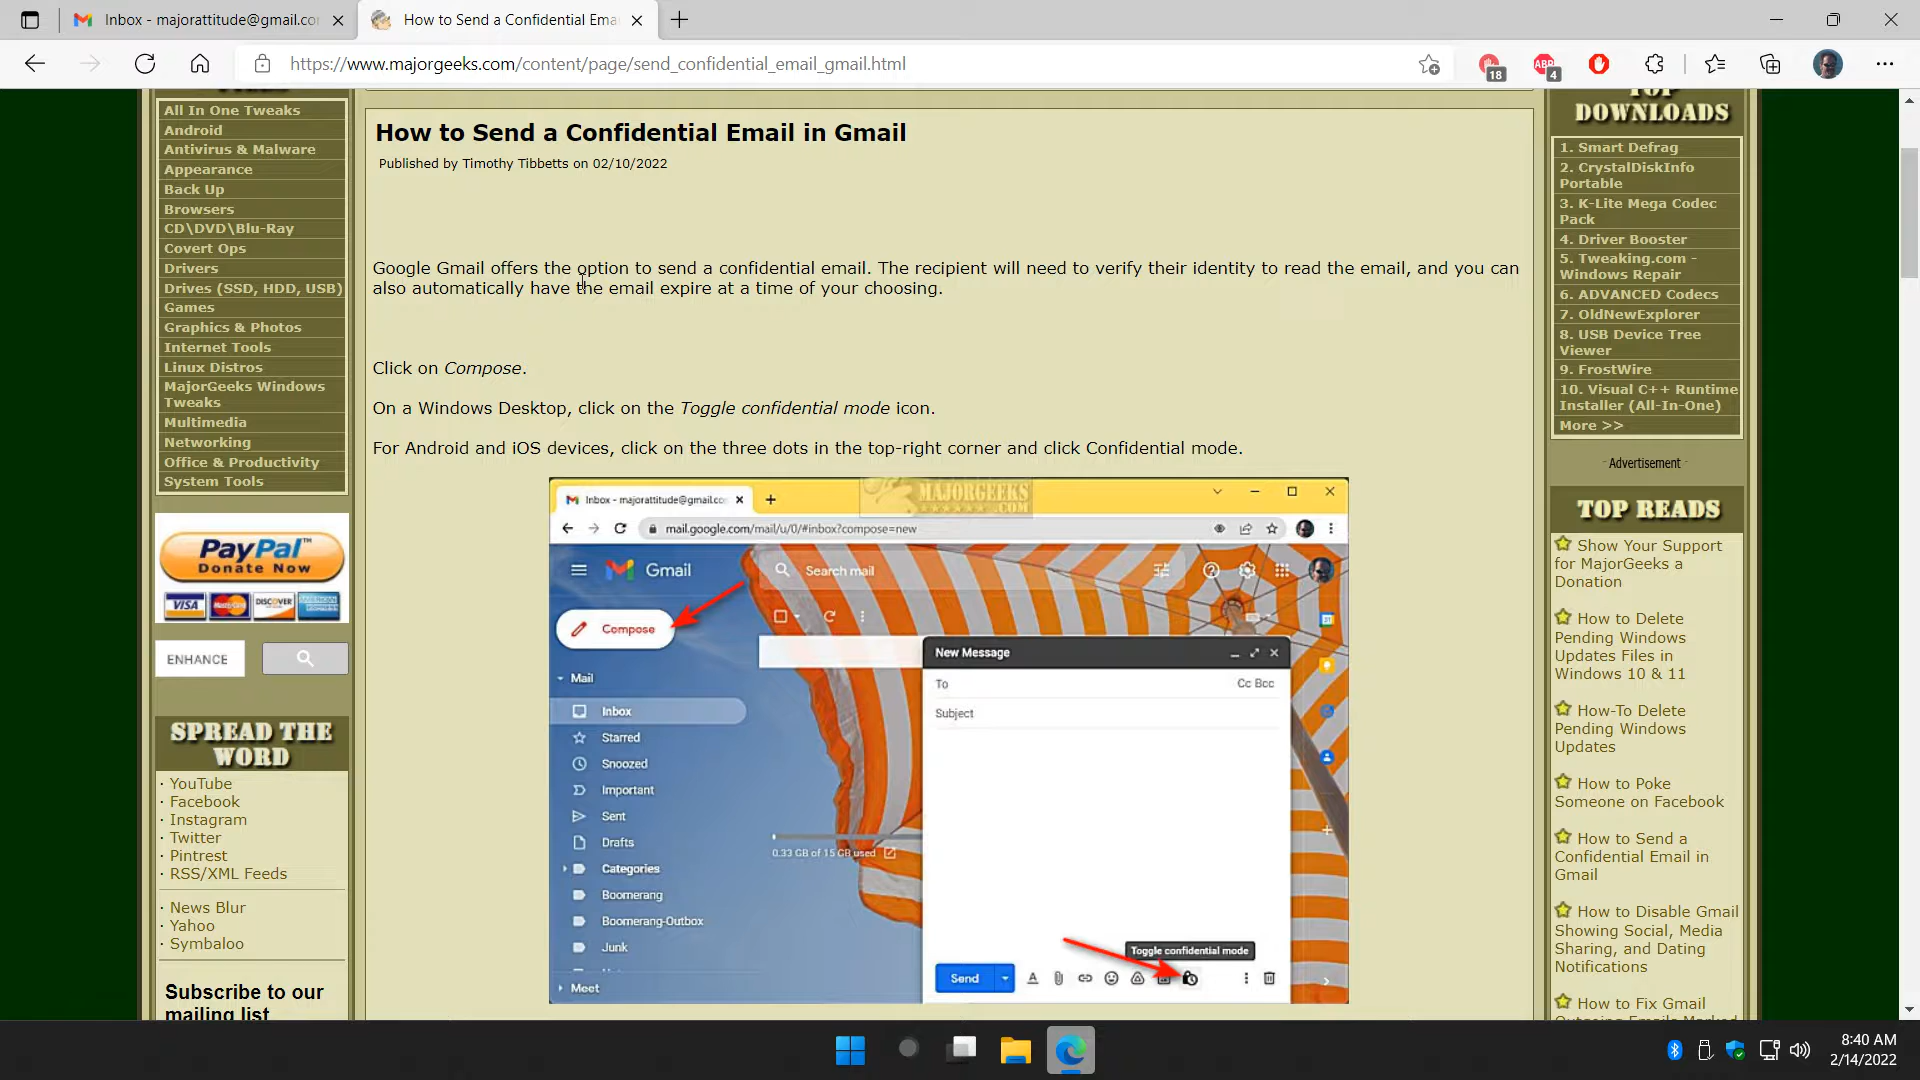 Inbox - majorattitude@gmail.co
How to Send a Confidential Ema
https://www.majorgeeks.com/content/page/send_confidential_email_gmail.html
18
ABP
4
All In One Tweaks
Android
Antivirus & Malware
Appearance
Back Up
Browsers
CD\DVD\Blu-Ray
Covert Ops
Drivers
Drives (SSD, HDD, USB)
Games
Graphics & Photos
Internet Tools
Linux Distros
MajorGeeks Windows
Tweaks
Multimedia
Networking
Office & Productivity
System Tools
PayPal™
Donate Now
VISA
MasterCard
DISCOVER
ENHANCE
SPREAD THE
WORD
· YouTube
· Facebook
· Instagram
· Twitter
· Pintrest
· RSS/XML Feeds
· News Blur
· Yahoo
· Symbaloo
Subscribe to our
mailing list
How to Send a Confidential Email in Gmail
Published by Timothy Tibbetts on 02/10/2022
Google Gmail offers the option to send a confidential email. The recipient will need to verify their identity to read the email, and you can
also automatically have the email expire at a time of your choosing.
Click on Compose.
On a Windows Desktop, click on the Toggle confidential mode icon.
For Android and iOS devices, click on the three dots in the top-right corner and click Confidential mode.
Inbox - majorattitude@gmail.co
MAJORGEEKS
.COM
mail.google.com/mail/u/0/#inbox?compose=new
Gmail
Search mail
Compose
Mail
Inbox
Starred
Snoozed
Important
Sent
Drafts
Categories
Boomerang
Boomerang-Outbox
Junk
Meet
0.33 GB of 15 GB used
New Message
To
Cc Bcc
Subject
Toggle confidential mode
Send
TOP
DOWNLOADS
1. Smart Defrag
2. CrystalDiskInfo
Portable
3. K-Lite Mega Codec
Pack
4. Driver Booster
5. Tweaking.com -
Windows Repair
6. ADVANCED Codecs
7. OldNewExplorer
8. USB Device Tree
Viewer
9. FrostWire
10. Visual C++ Runtime
Installer (All-In-One)
More >>
- Advertisement -
TOP READS
Show Your Support
for MajorGeeks a
Donation
How to Delete
Pending Windows
Updates Files in
Windows 10 & 11
How-To Delete
Pending Windows
Updates
How to Poke
Someone on Facebook
How to Send a
Confidential Email in
Gmail
How to Disable Gmail
Showing Social, Media
Sharing, and Dating
Notifications
How to Fix Gmail
Outgoing Emails Marked
8:40 AM
2/14/2022